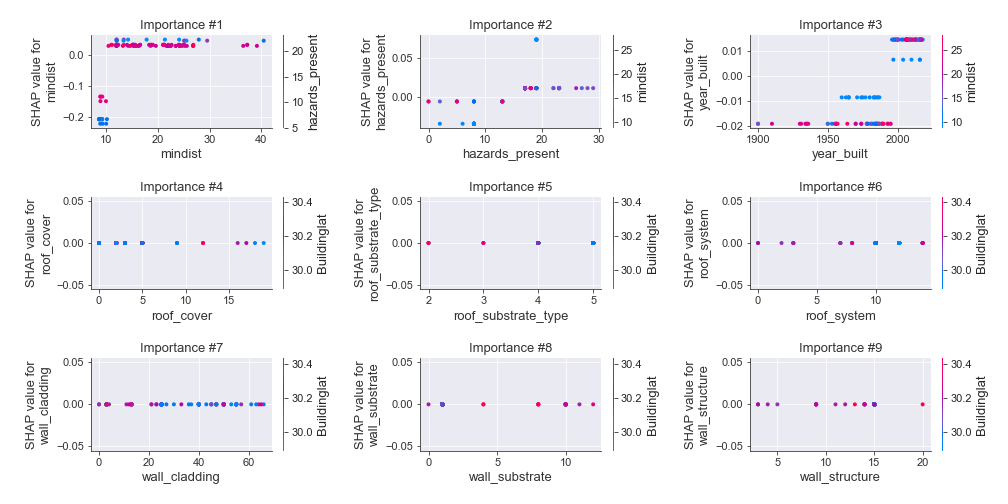 Importance #1
SHAP value for
mindist
0.0
−0.1
−0.2
10
20
30
40
mindist
20
15
10
5
hazards_present
Importance #2
SHAP value for
hazards_present
0.05
0.00
0
10
20
30
hazards_present
25
20
15
10
mindist
Importance #3
SHAP value for
year_built
0.01
0.00
−0.01
−0.02
1900
1950
2000
year_built
25
20
15
10
mindist
Importance #4
SHAP value for
roof_cover
0.05
0.00
−0.05
0
5
10
15
roof_cover
30.4
30.2
30.0
Buildinglat
Importance #5
SHAP value for
roof_substrate_type
0.05
0.00
−0.05
2
3
4
5
roof_substrate_type
30.4
30.2
30.0
Buildinglat
Importance #6
SHAP value for
roof_system
0.05
0.00
−0.05
0
10
roof_system
30.4
30.2
30.0
Buildinglat
Importance #7
SHAP value for
wall_cladding
0.05
0.00
−0.05
0
20
40
60
wall_cladding
30.4
30.2
30.0
Buildinglat
Importance #8
SHAP value for
wall_substrate
0.05
0.00
−0.05
0
5
10
wall_substrate
30.4
30.2
30.0
Buildinglat
Importance #9
SHAP value for
wall_structure
0.05
0.00
−0.05
5
10
15
20
wall_structure
30.4
30.2
30.0
Buildinglat